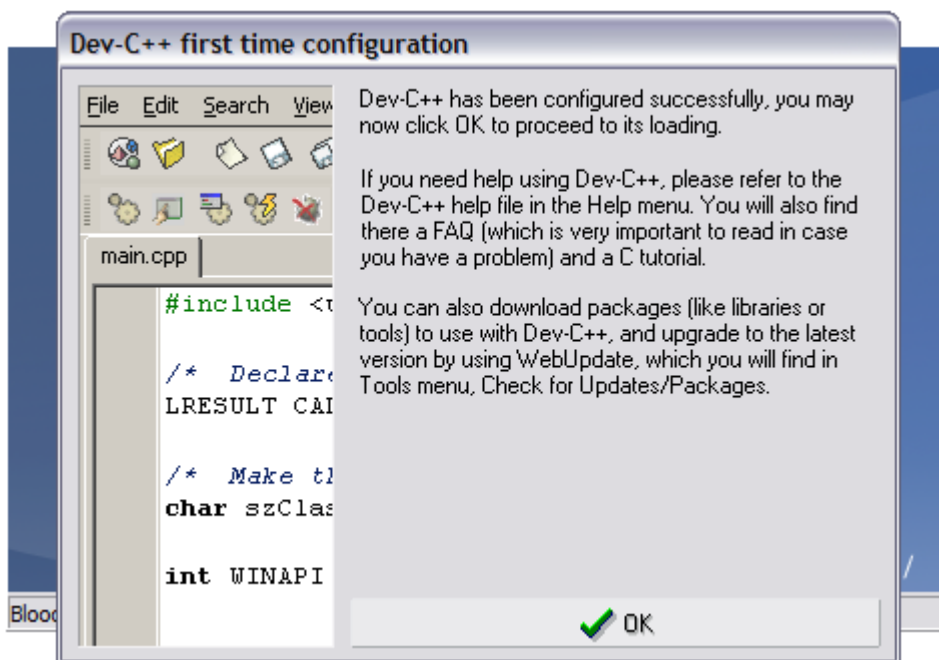 Dev-C++ first time configuration
File Edit Search View
main.cpp
#include
/* Declare
LRESULT
/* Make
char
int WINAPI
Dev-C++ has been configured successfully, you may
now click OK to proceed to its loading.
If you need help using Dev-C++, please refer to the
Dev-C++ help file in the Help menu. You will also find
there a FAQ (which is very important to read in case
you have a problem) and a C tutorial.
You can also download packages (like libraries or
tools) to use with Dev-C++, and upgrade to the latest
version by using WebUpdate, which you will find in
Tools menu, Check for Updates/Packages.
/
OK